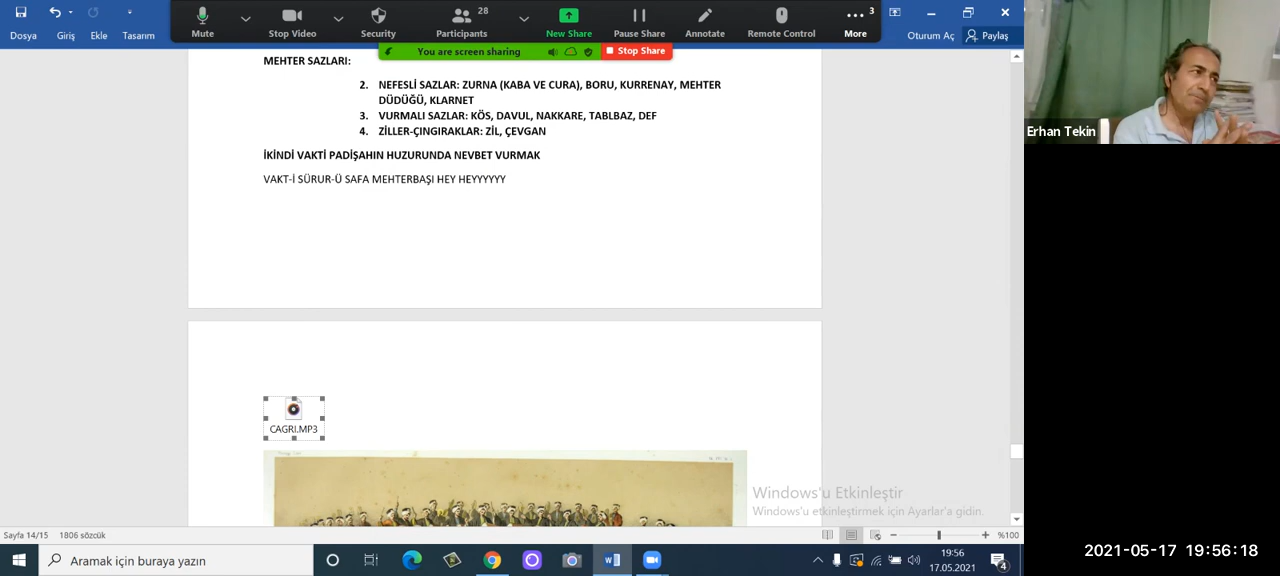 28
3
Mute
Stop Video
Security
Participants
New Share
Pause Share
Annotate
Remote Control
More
Dosya
Giriş
Ekle
Tasarım
Oturum Aç
Paylaş
You are screen sharing
Stop Share
MEHTER SAZLARI:
2. NEFESLİ SAZLAR: ZURNA (KABA VE CURA), BORU, KURRENAY, MEHTER
DÜDÜĞÜ, KLARNET
3. VURMALI SAZLAR: KÖS, DAVUL, NAKKARE, TABLBAZ, DEF
4. ZİLLER-ÇINGIRAKLAR: ZİL, ÇEVGAN
İKİNDİ VAKTİ PADİŞAHIN HUZURUNDA NEVBET VURMAK
VAKT-İ SÜRUR-Ü SAFA MEHTERBAŞI HEY HEYYYYYY
CAGRI.MP3
Erhan Tekin
Windows'u Etkinleştir
Windows'u etkinleştirmek için Ayarlar'a gidin.
Sayfa 14/15 1806 sözcük
%100
Aramak için buraya yazın
19:56
17.05.2021
4
2021-05-17 19:56:18